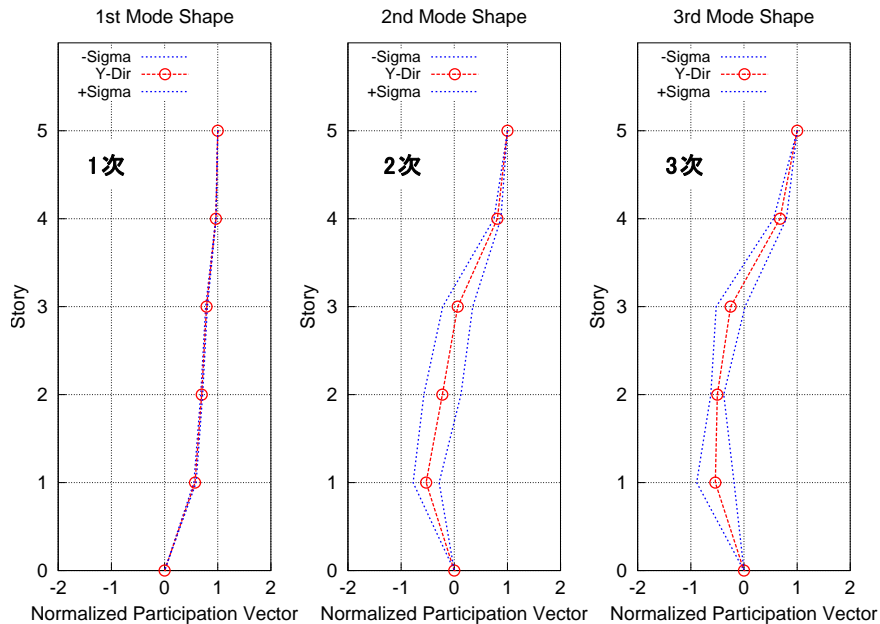 1st Mode Shape
-Sigma
Y-Dir
+Sigma
1次
Story
5
4
3
2
1
0
-2 -1 0 1 2
Normalized Participation Vector
2nd Mode Shape
-Sigma
Y-Dir
+Sigma
2次
Story
5
4
3
2
1
0
-2 -1 0 1 2
Normalized Participation Vector
3rd Mode Shape
-Sigma
Y-Dir
+Sigma
3次
Story
5
4
3
2
1
0
-2 -1 0 1 2
Normalized Participation Vector